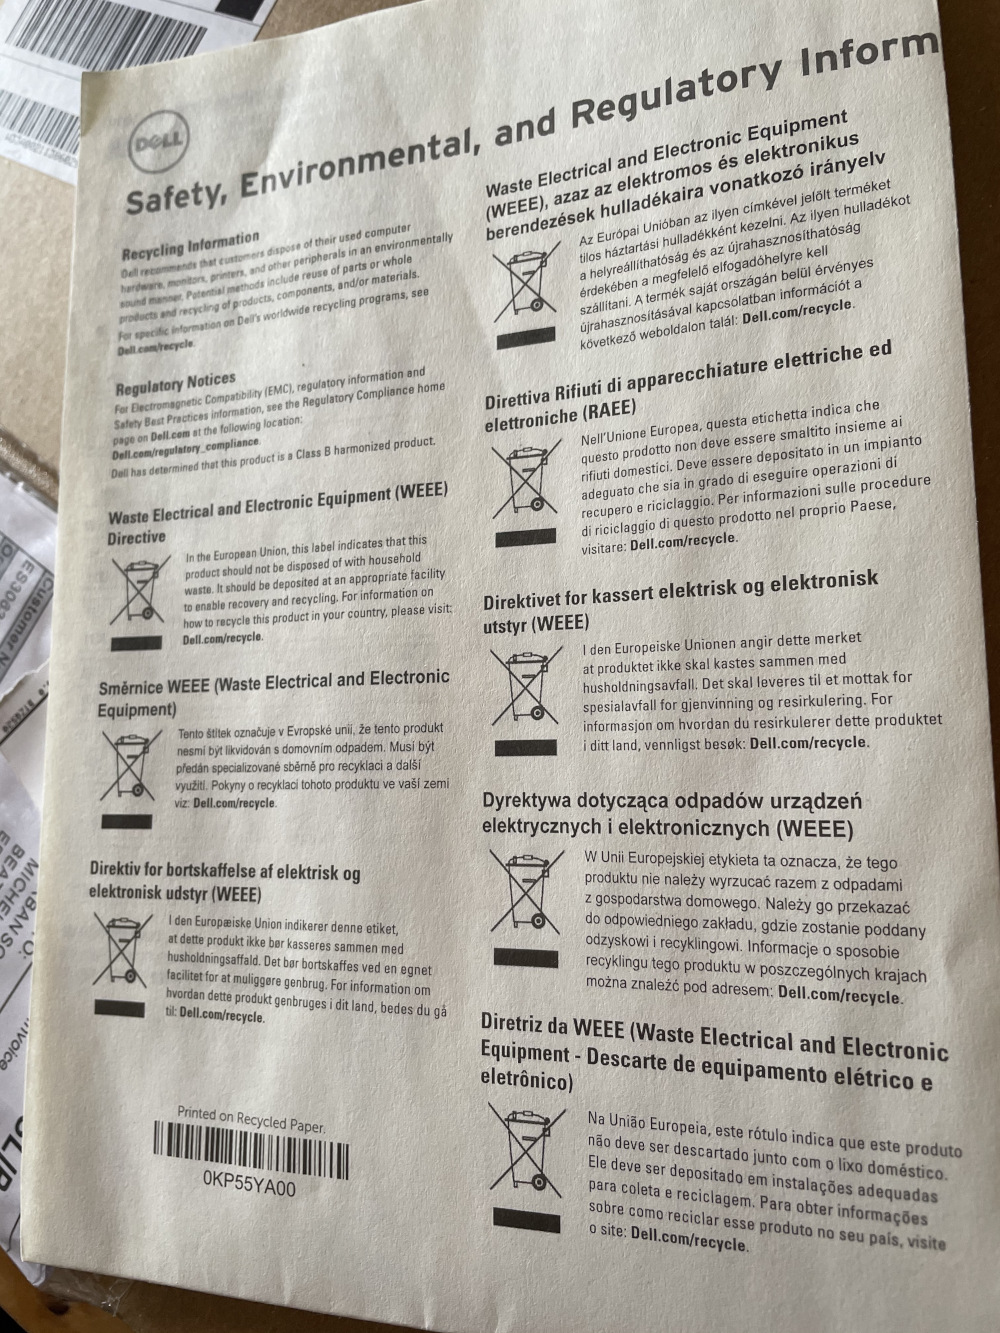 DELL
Safety, Environmental, and Regulatory Inform
Recycling Information
Dell recommends that customers dispose of their used computer
hardware, monitors, printers, and other peripherals in an environmentally
sound manner. Potential methods include reuse of parts or whole
products and recycling of products, components, and/or materials.
For specific information on Dell's worldwide recycling programs, see
Dell.com/recycle.
Regulatory Notices
For Electromagnetic Compatibility (EMC), regulatory information and
Safety Best Practices information, see the Regulatory Compliance home
page on Dell.com at the following location:
Dell.com/regulatory_compliance.
Dell has determined that this product is a Class B harmonized product.
Waste Electrical and Electronic Equipment (WEEE)
Directive
In the European Union, this label indicates that this
product should not be disposed of with household
waste. It should be deposited at an appropriate facility
to enable recovery and recycling. For information on
how to recycle this product in your country, please visit:
Dell.com/recycle.
Směrnice WEEE (Waste Electrical and Electronic
Equipment)
Tento štítek označuje v Evropské unii, že tento produkt
nesmí být likvidován s domovním odpadem. Musí být
předán specializované sběrně pro recyklaci a další
využití. Pokyny o recyklaci tohoto produktu ve vaší zemi
viz: Dell.com/recycle.
Direktiv for bortskaffelse af elektrisk og
elektronisk udstyr (WEEE)
I den Europæiske Union indikerer denne etiket,
at dette produkt ikke bør kasseres sammen med
husholdningsaffald. Det bør bortskaffes ved en egnet
facilitet for at muliggøre genbrug. For information om
hvordan dette produkt genbruges i dit land, bedes du gå
til: Dell.com/recycle.
Printed on Recycled Paper.
0KP55YA00
Waste Electrical and Electronic Equipment
(WEEE), azaz az elektromos és elektronikus
berendezések hulladékaira vonatkozó irányelv
Az Európai Unióban az ilyen címkével jelölt terméket
tilos háztartási hulladékként kezelni. Az ilyen hulladékot
a helyreállíthatóság és az újrahasznosíthatóság
érdekében a megfelelő elfogadóhelyre kell
szállítani. A termék saját országán belül érvényes
újrahasznosításával kapcsolatban információt a
következő weboldalon talál: Dell.com/recycle.
Direttiva Rifiuti di apparecchiature elettriche ed
elettroniche (RAEE)
Nell'Unione Europea, questa etichetta indica che
questo prodotto non deve essere smaltito insieme ai
rifiuti domestici. Deve essere depositato in un impianto
adeguato che sia in grado di eseguire operazioni di
recupero e riciclaggio. Per informazioni sulle procedure
di riciclaggio di questo prodotto nel proprio Paese,
visitare: Dell.com/recycle.
Direktivet for kassert elektrisk og elektronisk
utstyr (WEEE)
I den Europeiske Unionen angir dette merket
at produktet ikke skal kastes sammen med
husholdningsavfall. Det skal leveres til et mottak for
spesialavfall for gjenvinning og resirkulering. For
informasjon om hvordan du resirkulerer dette produktet
i ditt land, vennligst besøk: Dell.com/recycle.
Dyrektywa dotycząca odpadów urządzeń
elektrycznych i elektronicznych (WEEE)
W Unii Europejskiej etykieta ta oznacza, że tego
produktu nie należy wyrzucać razem z odpadami
z gospodarstwa domowego. Należy go przekazać
do odpowiedniego zakładu, gdzie zostanie poddany
odzyskowi i recyklingowi. Informacje o sposobie
recyklingu tego produktu w poszczególnych krajach
można znaleźć pod adresem: Dell.com/recycle.
Diretriz da WEEE (Waste Electrical and Electronic
Equipment - Descarte de equipamento elétrico e
eletrônico)
Na União Europeia, este rótulo indica que este produto
não deve ser descartado junto com o lixo doméstico.
Ele deve ser depositado em instalações adequadas
para coleta e reciclagem. Para obter informações
sobre como reciclar esse produto no seu país, visite
o site: Dell.com/recycle.
Customer N
Invoice